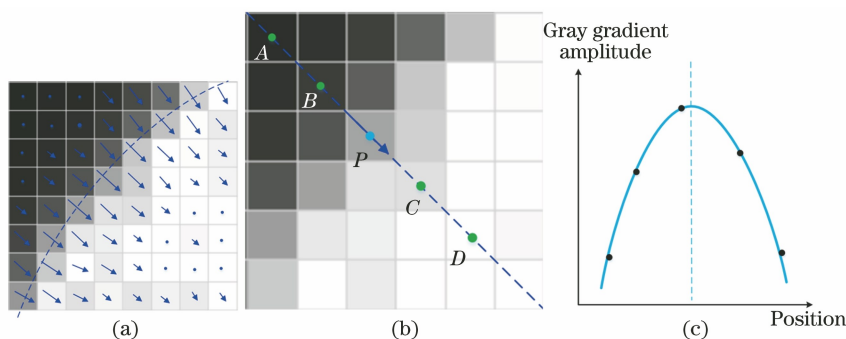 A
B
P
C
D
Gray gradient
amplitude
Position
(a)
(b)
(c)